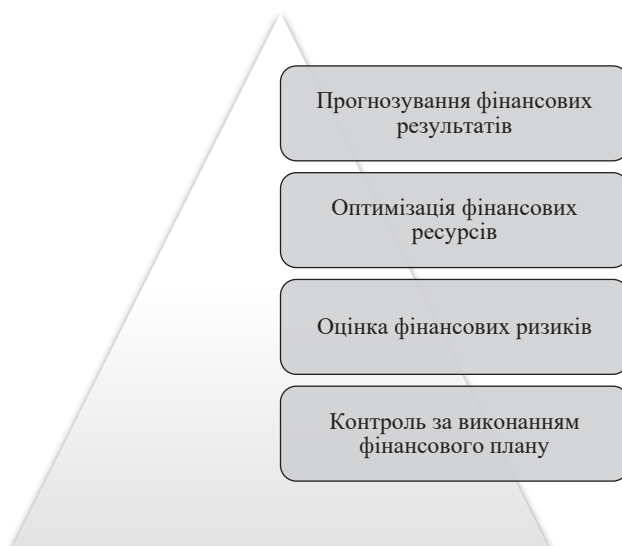 Прогнозування фінансових
результатів
Оптимізація фінансових
ресурсів
Оцінка фінансових ризиків
Контроль за виконанням
фінансового плану